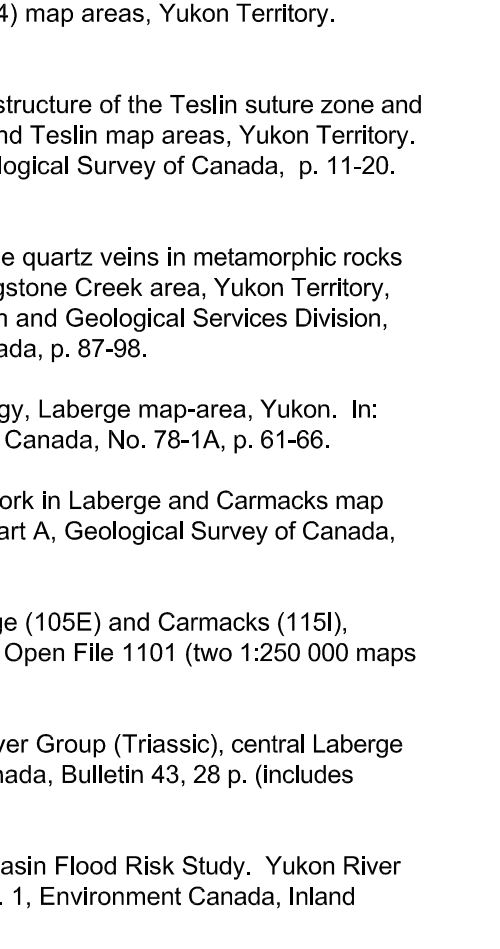 4) map areas, Yukon Territory.
structure of the Teslin suture zone and
nd Teslin map areas, Yukon Territory.
logical Survey of Canada,  p. 11-20.
e quartz veins in metamorphic rocks
gstone Creek area, Yukon Territory,
n and Geological Services Division,
ada, p. 87-98.
gy, Laberge map-area, Yukon.  In:
Canada, No. 78-1A, p. 61-66.
ork in Laberge and Carmacks map
art A, Geological Survey of Canada,
ge (105E) and Carmacks (115I),
Open File 1101 (two 1:250 000 maps
ver Group (Triassic), central Laberge
nada, Bulletin 43, 28 p. (includes
asin Flood Risk Study.  Yukon River
. 1, Environment Canada, Inland